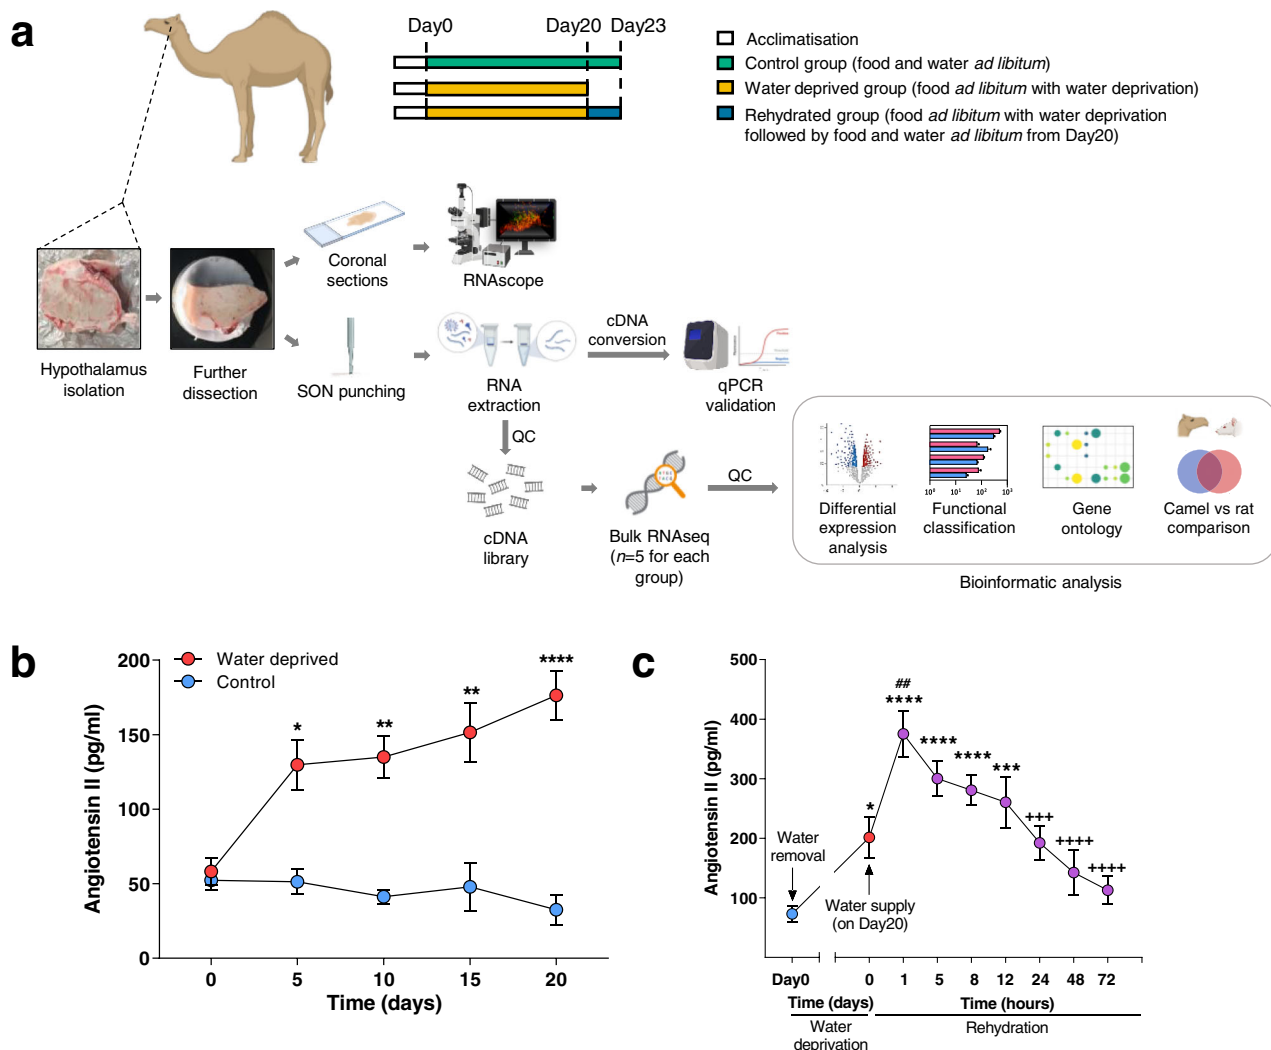 a
Day0
Day20
Day23
Acclimatisation
Control group (food and water ad libitum)
Water deprived group (food ad libitum with water deprivation)
Rehydrated group (food ad libitum with water deprivation
followed by food and water ad libitum from Day20)
Hypothalamus
isolation
Further
dissection
Coronal
sections
RNAscope
SON punching
RNA
extraction
cDNA
conversion
qPCR
validation
QC
cDNA
library
Bulk RNAseq
(n=5 for each
group)
QC
10⁰ 10¹ 10² 10³
Differential
expression
analysis
Functional
classification
Gene
ontology
Camel vs rat
comparison
Bioinformatic analysis
b
Water deprived
Control
Angiotensin II (pg/ml)
200
150
100
50
0
*
**
**
****
0 5 10 15 20
Time (days)
c
Angiotensin II (pg/ml)
500
400
300
200
100
Water
removal
*
Water supply
(on Day20)
##
****
****
****
***
+++
++++
++++
Day0 0 1 5 8 12 24 48 72
Time (days)
Time (hours)
Water
deprivation
Rehydration